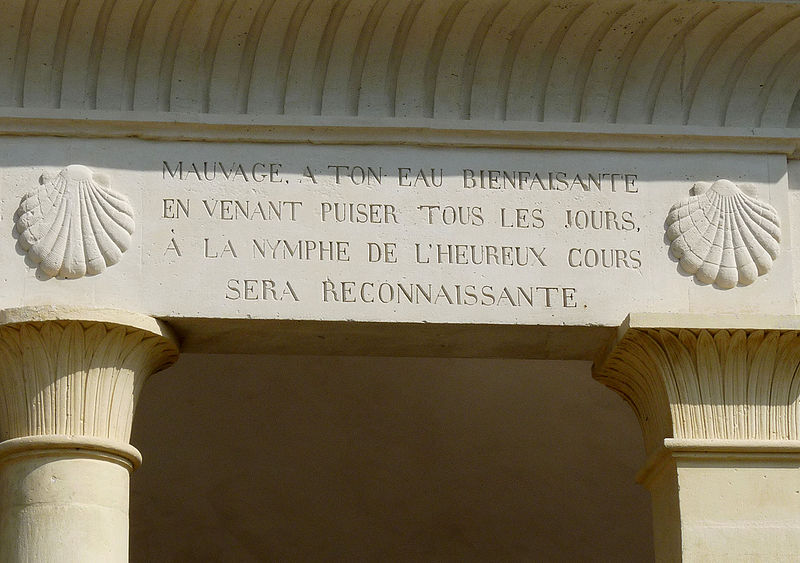 MAUVAGE, A TON EAU BIENFAISANTE
EN VENANT PUISER TOUS LES JOURS,
À LA NYMPHE DE L'HEUREUX COURS
SERA RECONNAISSANTE.